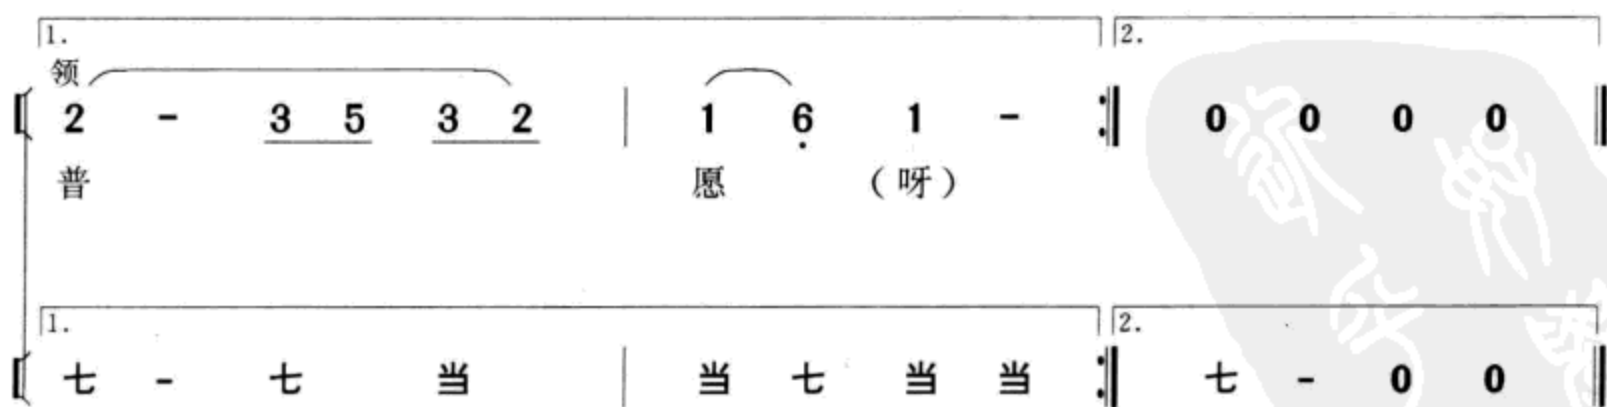 1. 2.
领
2 - 3 5 3 2 | 1 6 1 - :‖ 0 0 0 0 ‖
普 愿 （呀）
1. 2.
七 - 七 当 | 当 七 当 当 :‖ 七 - 0 0 ‖